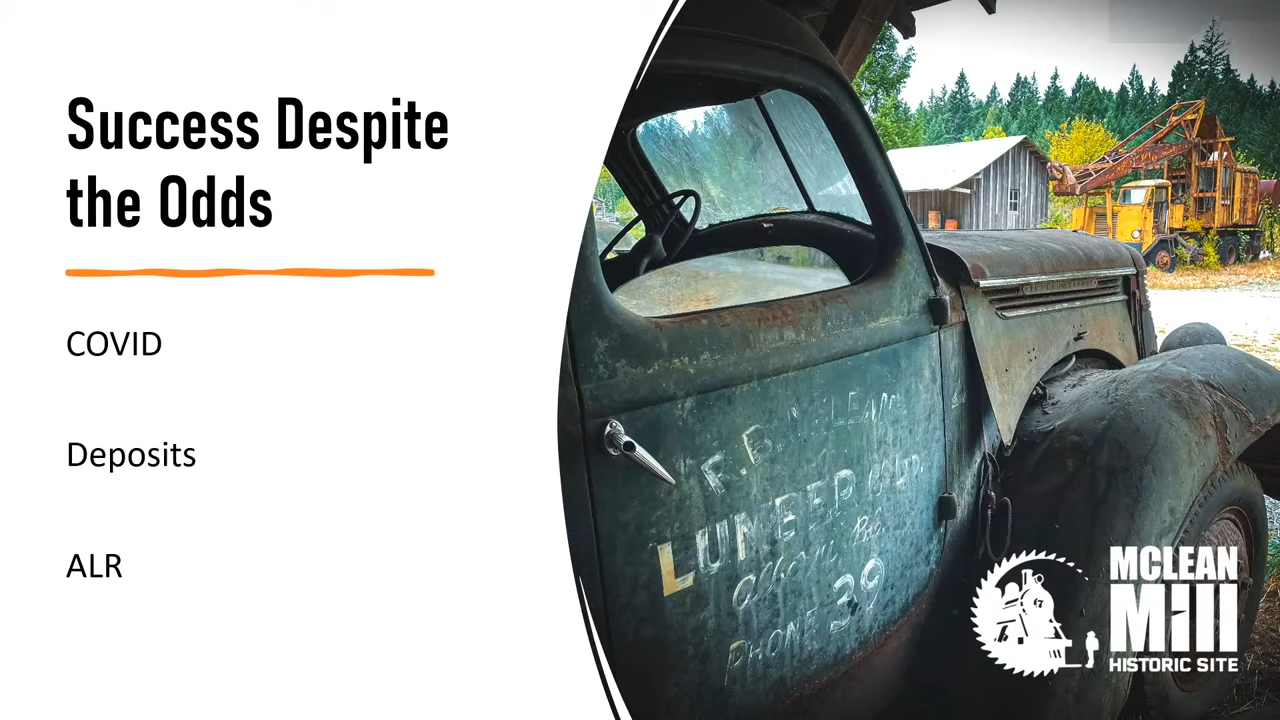 Success Despite
the Odds
COVID
Deposits
ALR
LUMBER
PHONE 39
MCLEAN
Mill
HISTORIC SITE